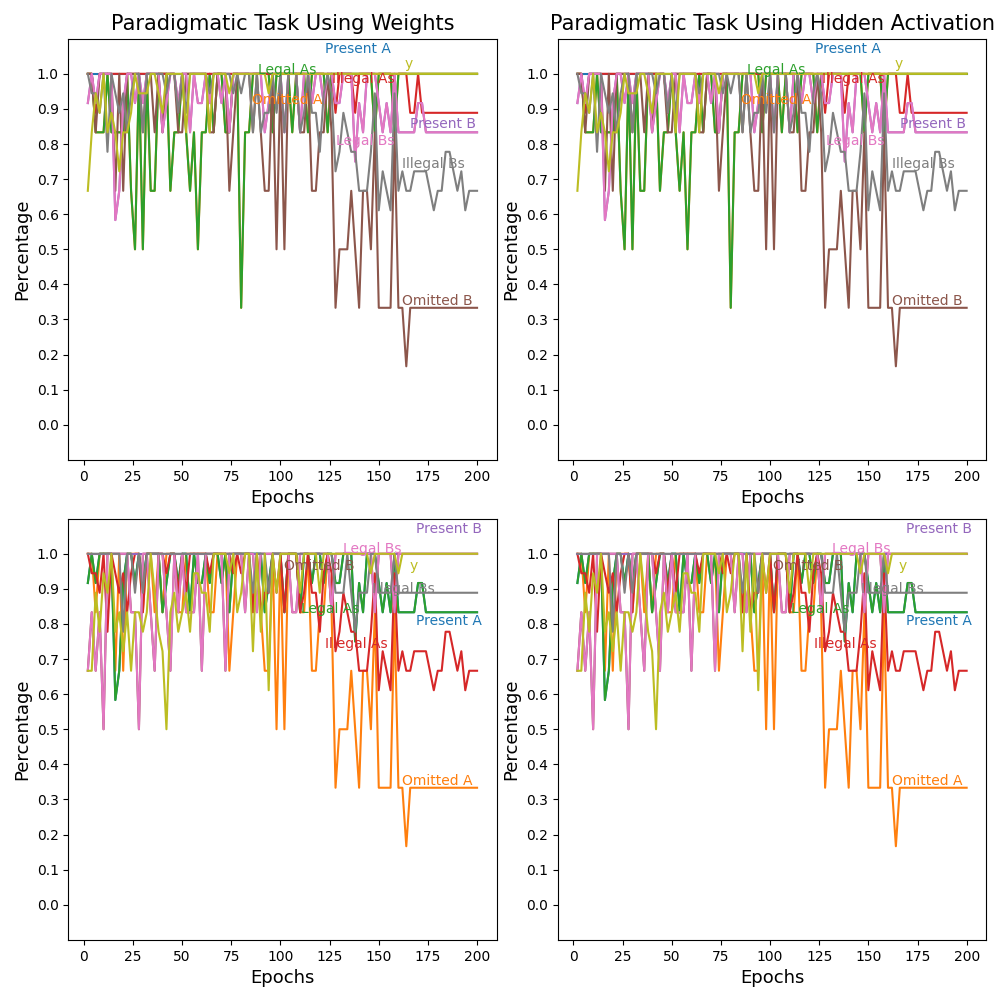 Paradigmatic Task Using Weights
Paradigmatic Task Using Hidden Activation
Percentage
1.0
0.9
0.8
0.7
0.6
0.5
0.4
0.3
0.2
0.1
0.0
Present A
Legal As
y
Illegal As
Omitted A
Present B
Legal Bs
Illegal Bs
Omitted B
0 25 50 75 100 125 150 175 200
Epochs
Percentage
1.0
0.9
0.8
0.7
0.6
0.5
0.4
0.3
0.2
0.1
0.0
Present A
Legal As
y
Illegal As
Omitted A
Present B
Legal Bs
Illegal Bs
Omitted B
0 25 50 75 100 125 150 175 200
Epochs
Percentage
1.0
0.9
0.8
0.7
0.6
0.5
0.4
0.3
0.2
0.1
0.0
Present B
Legal Bs
Omitted B
y
Illegal Bs
Legal As
Present A
Illegal As
Omitted A
0 25 50 75 100 125 150 175 200
Epochs
Percentage
1.0
0.9
0.8
0.7
0.6
0.5
0.4
0.3
0.2
0.1
0.0
Present B
Legal Bs
Omitted B
y
Illegal Bs
Legal As
Present A
Illegal As
Omitted A
0 25 50 75 100 125 150 175 200
Epochs